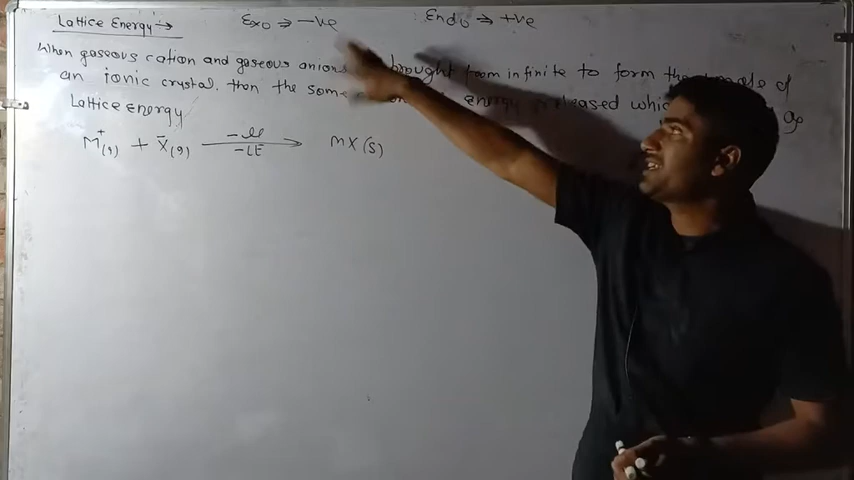 Lattice Energy→ Exo ⇒ -ve Endo ⇒ +ve
When gaseous cation and gaseous anions brought from infinite to form the of
an ionic crystal. then the some energy released
Lattice Energy
M⁺(g) + X⁻(g) MX(s)
-LE